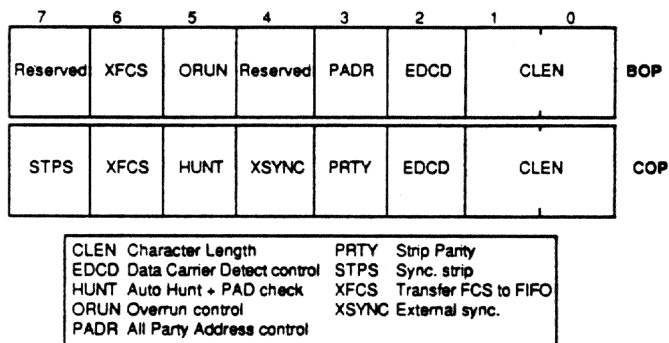 7 6 5 4 3 2 1 0
Reserved XFCS ORUN Reserved PADR EDCD CLEN BOP
STPS XFCS HUNT XSYNC PRTY EDCD CLEN COP
CLEN Character Length PRTY Strip Parity
EDCD Data Carrier Detect control STPS Sync. strip
HUNT Auto Hunt + PAD check XFCS Transfer FCS to FIFO
ORUN Overrun control XSYNC External sync.
PADR All Party Address control